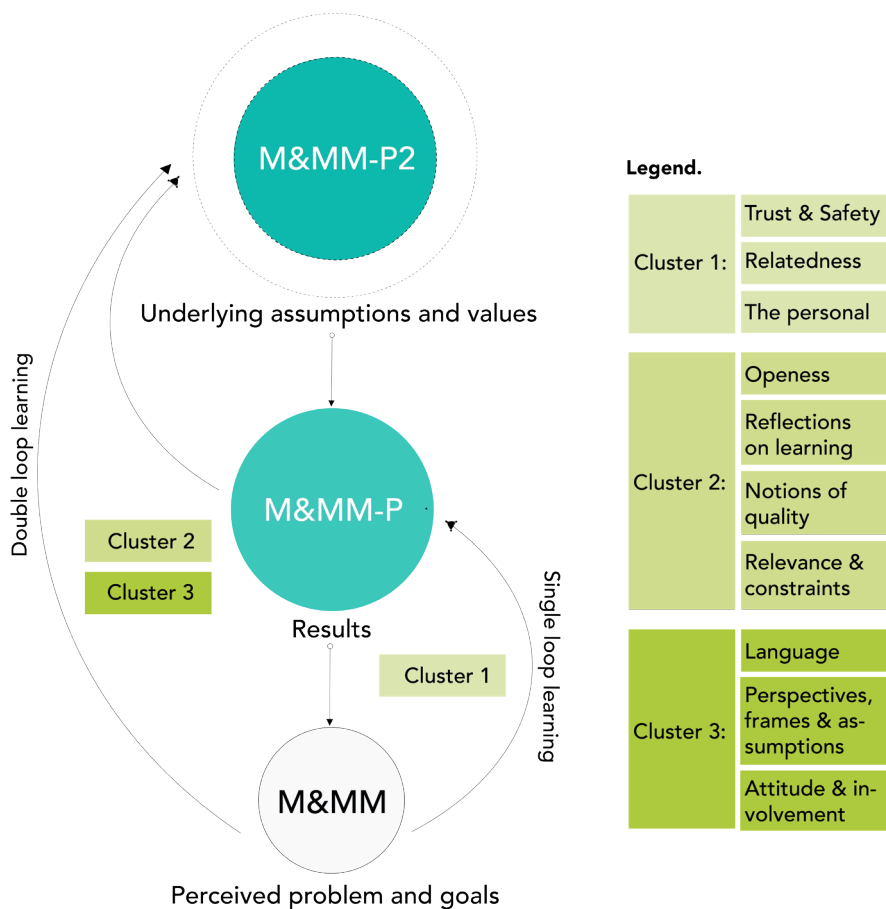 M&MM-P2
Underlying assumptions and values
Double loop learning
M&MM-P
Cluster 2
Cluster 3
Results
Single loop learning
Cluster 1
M&MM
Perceived problem and goals
Legend.
Cluster 1:
Trust & Safety
Relatedness
The personal
Cluster 2:
Openess
Reflections
on learning
Notions of
quality
Relevance &
constraints
Cluster 3:
Language
Perspectives,
frames & as-
sumptions
Attitude & in-
volvement